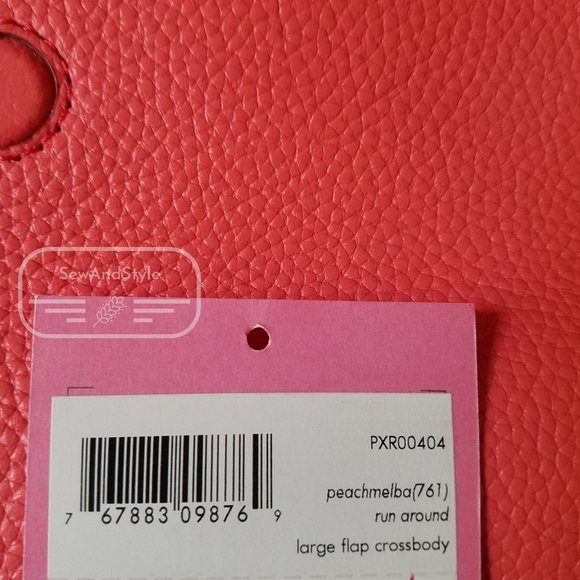 SewAndStyle
PXR00404
peachmelba(761)
run around
large flap crossbody
7 67883 09876 9